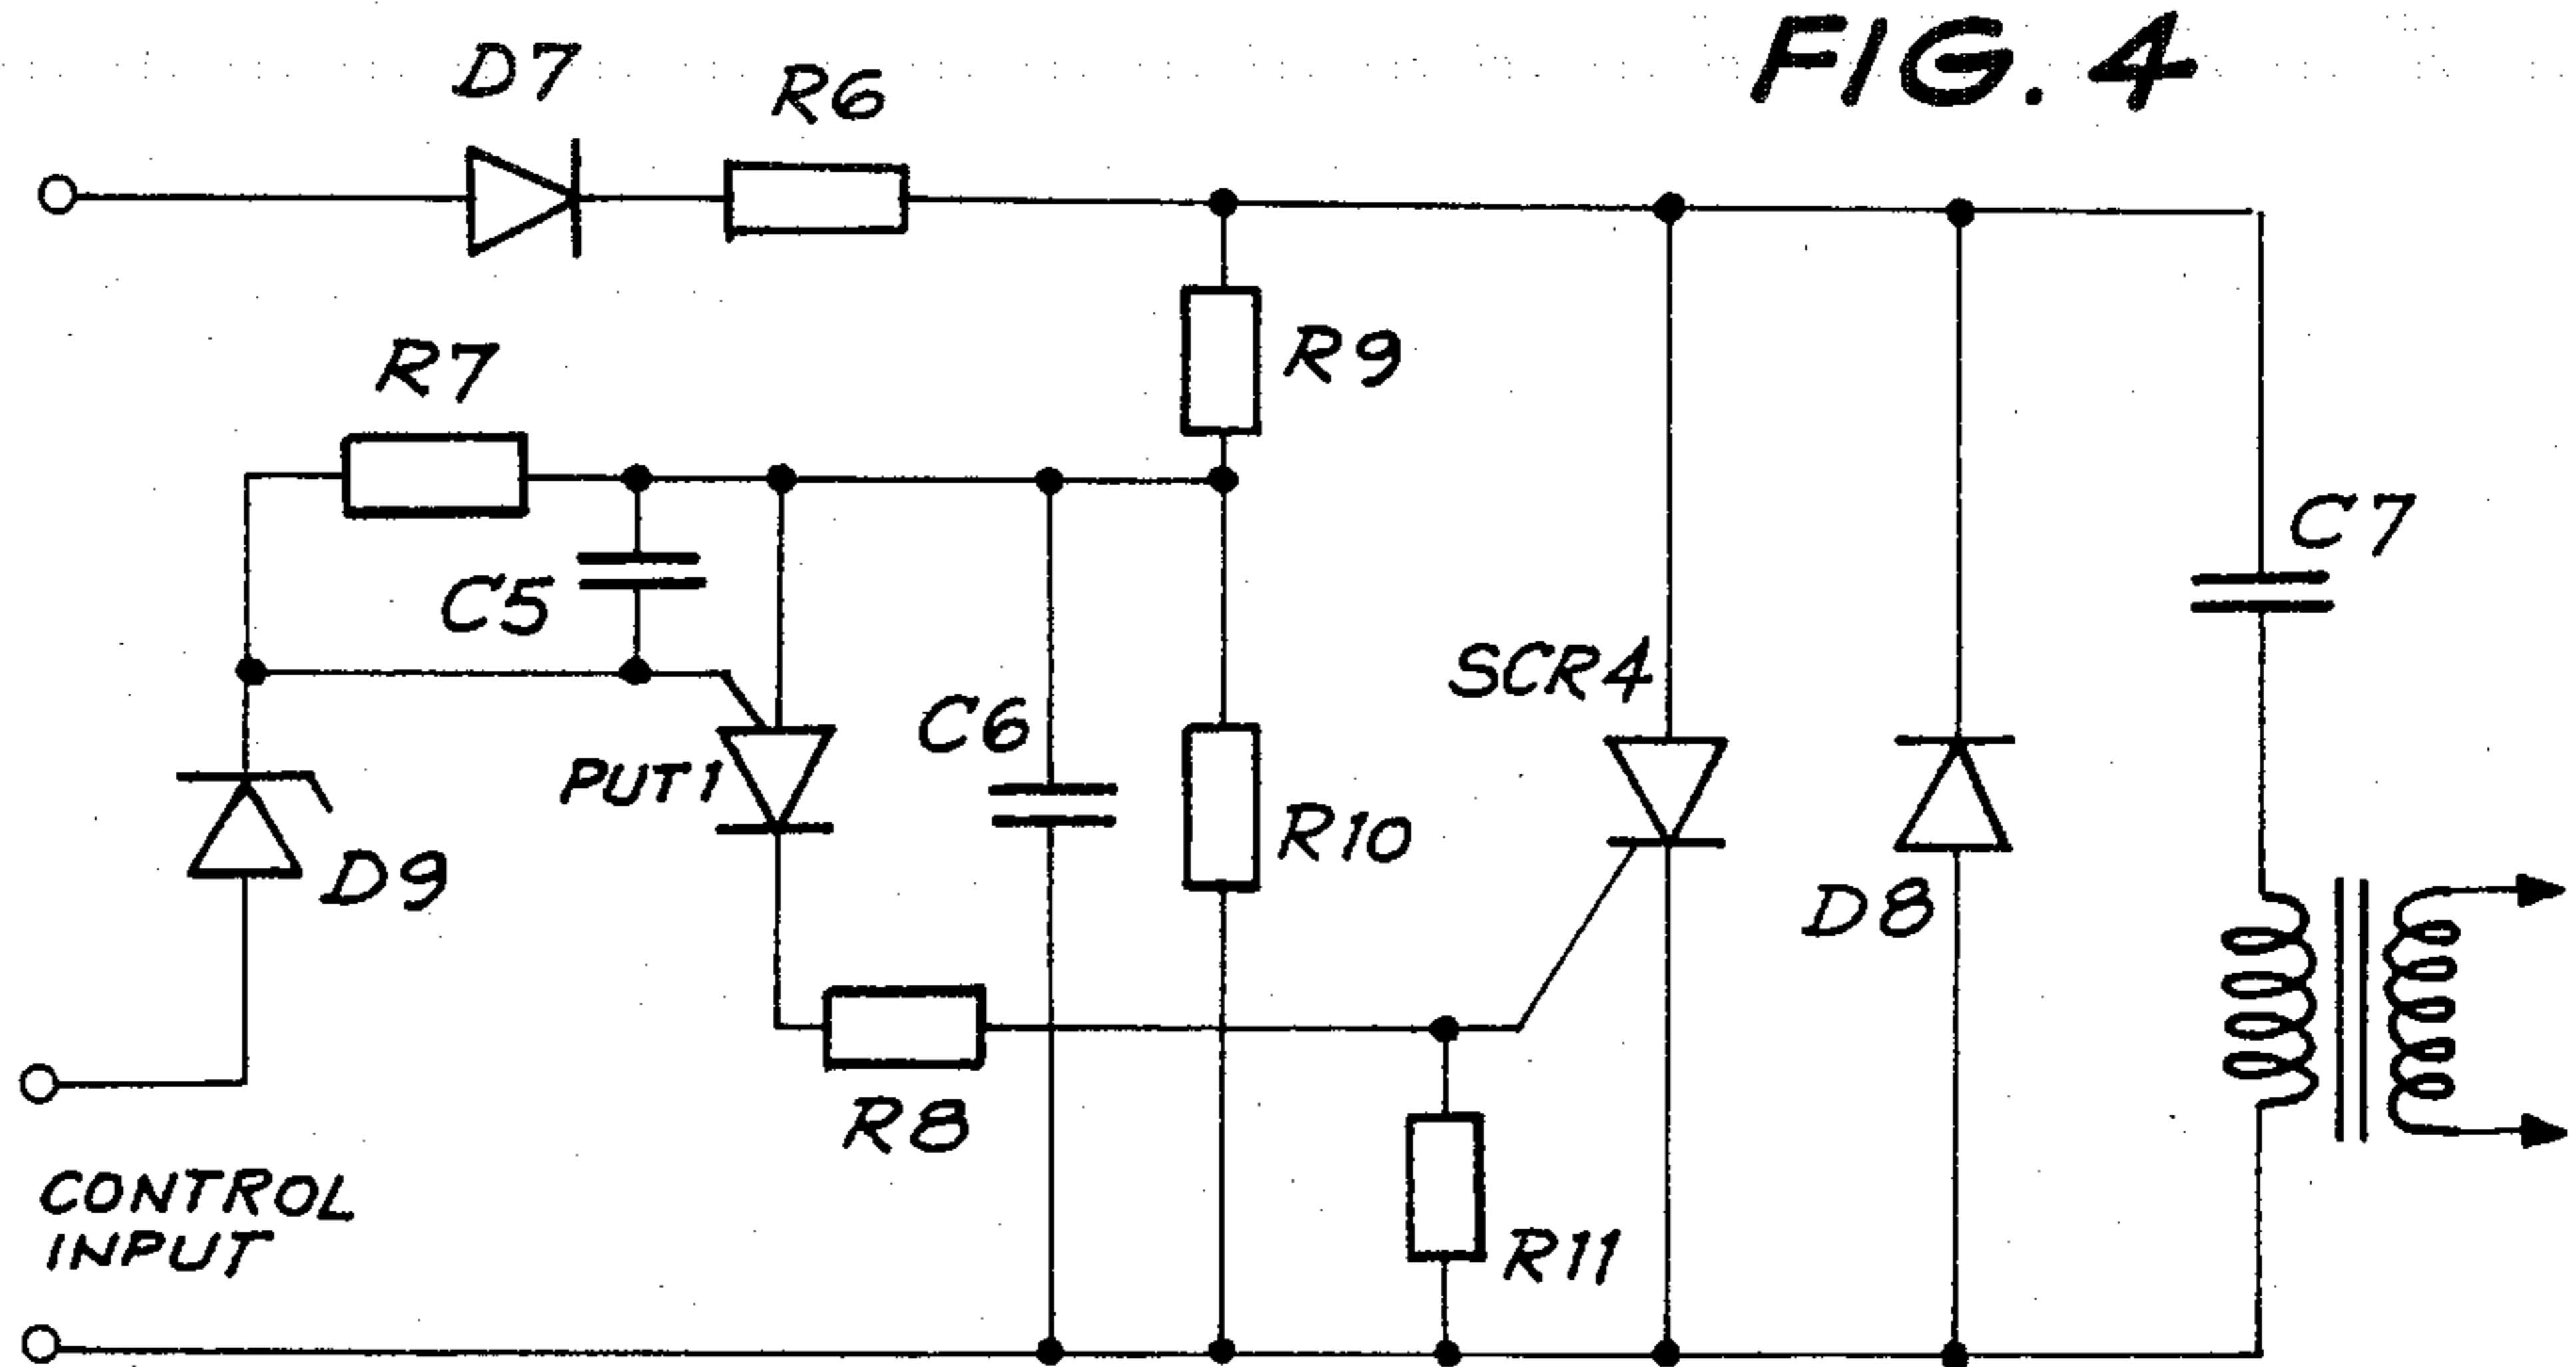 FIG. 4
D7
R6
R9
R7
C5
C7
SCR4
C6
PUT1
R10
D9
D8
R8
R11
CONTROL
INPUT